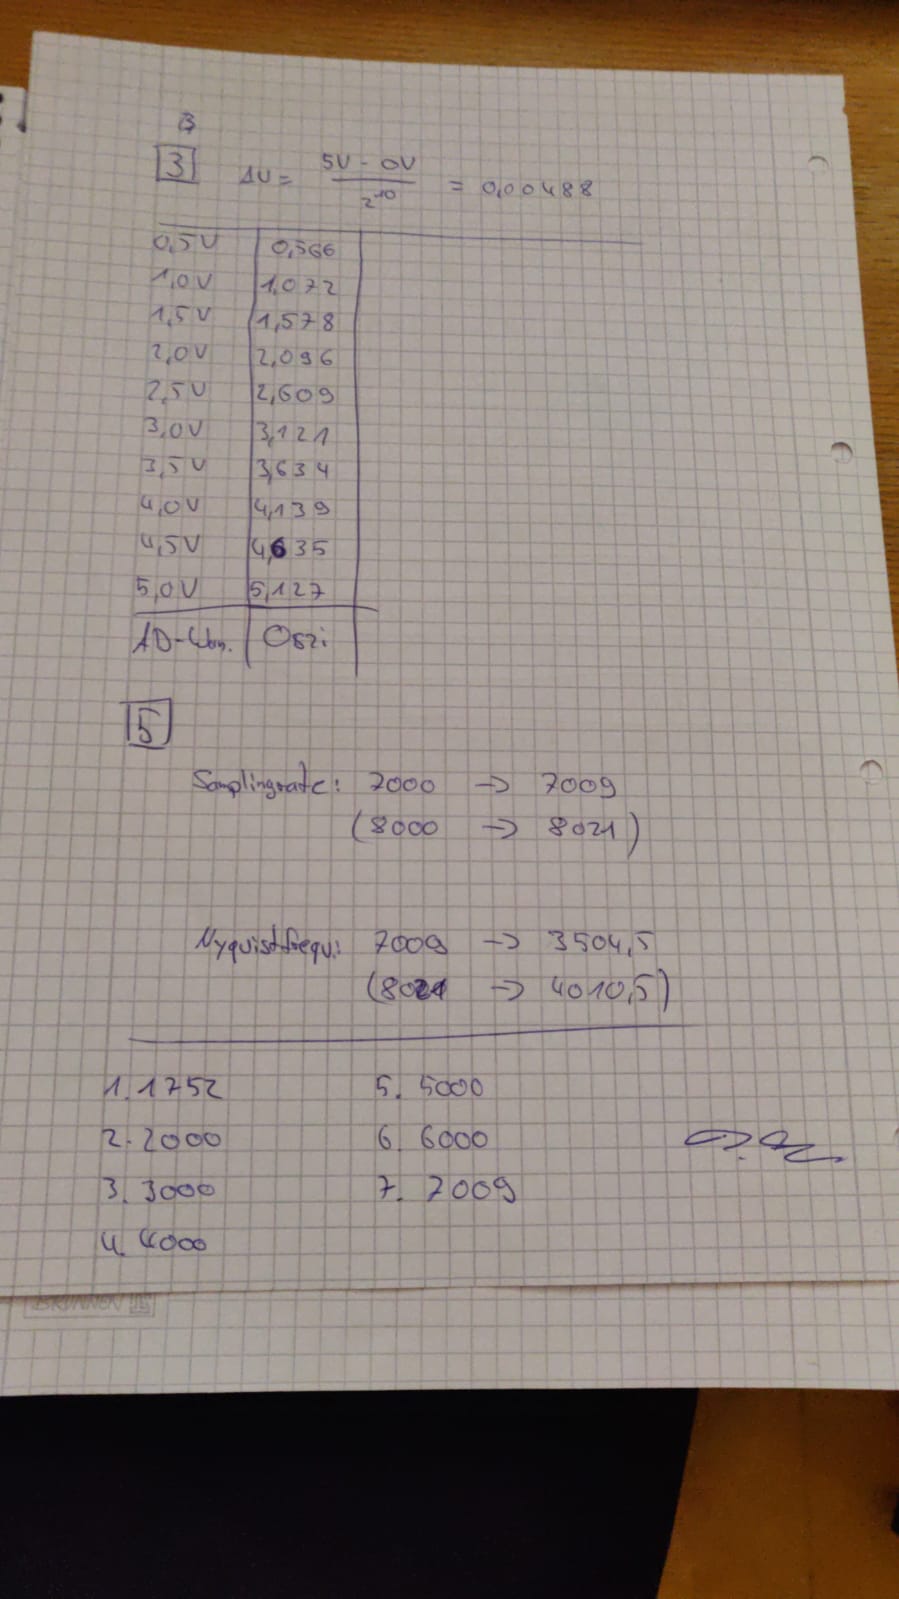 B
3 ΔU = (5V - 0V) / 2^10 = 0,00488
0,5V 0,566
1,0V 1,072
1,5V 1,578
2,0V 2,096
2,5V 2,609
3,0V 3,121
3,5V 3,634
4,0V 4,139
4,5V 4,635
5,0V 5,127
AD-Wan. Oszi
5
Samplingrate: 7000 -> 7009
(8000 -> 8021)
Nyquistfrequ: 7009 -> 3504,5
(8021 -> 4010,5)
1. 1752 5. 5000
2. 2000 6. 6000
3. 3000 7. 7009
4. 4000
BRUNNEN